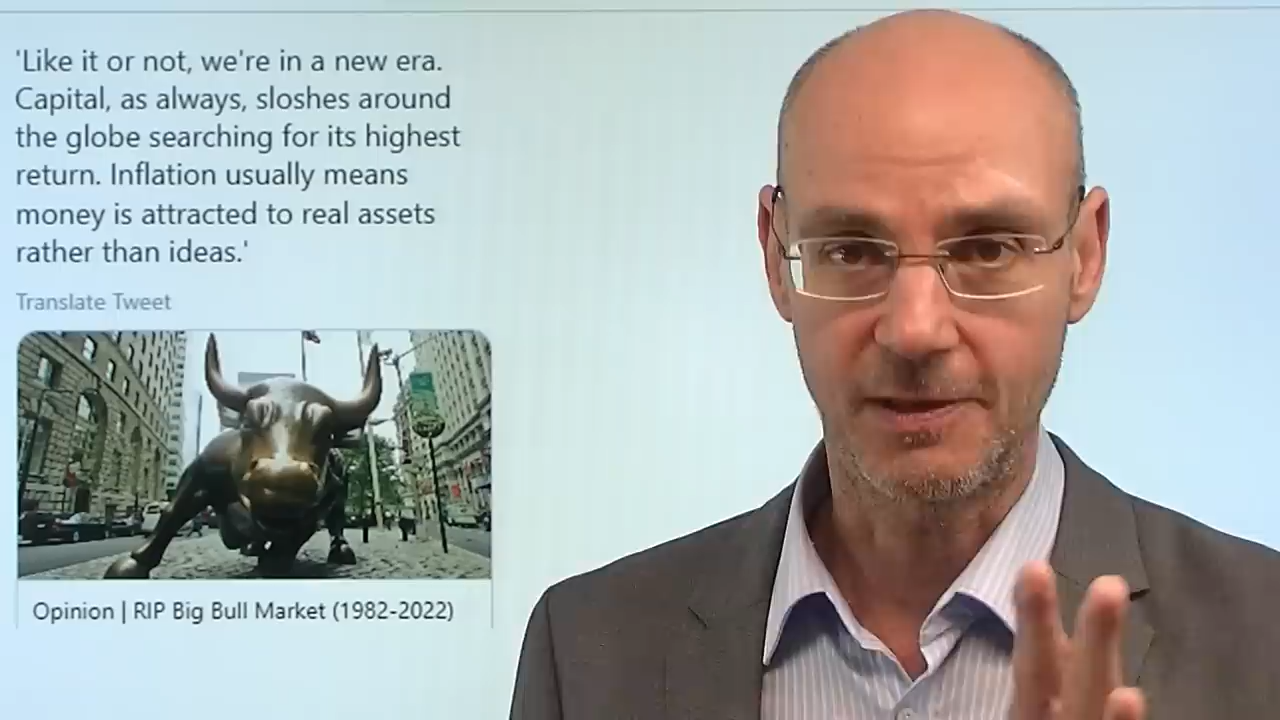 'Like it or not, we're in a new era.
Capital, as always, sloshes around
the globe searching for its highest
return. Inflation usually means
money is attracted to real assets
rather than ideas.'
Translate Tweet
Opinion | RIP Big Bull Market (1982-2022)